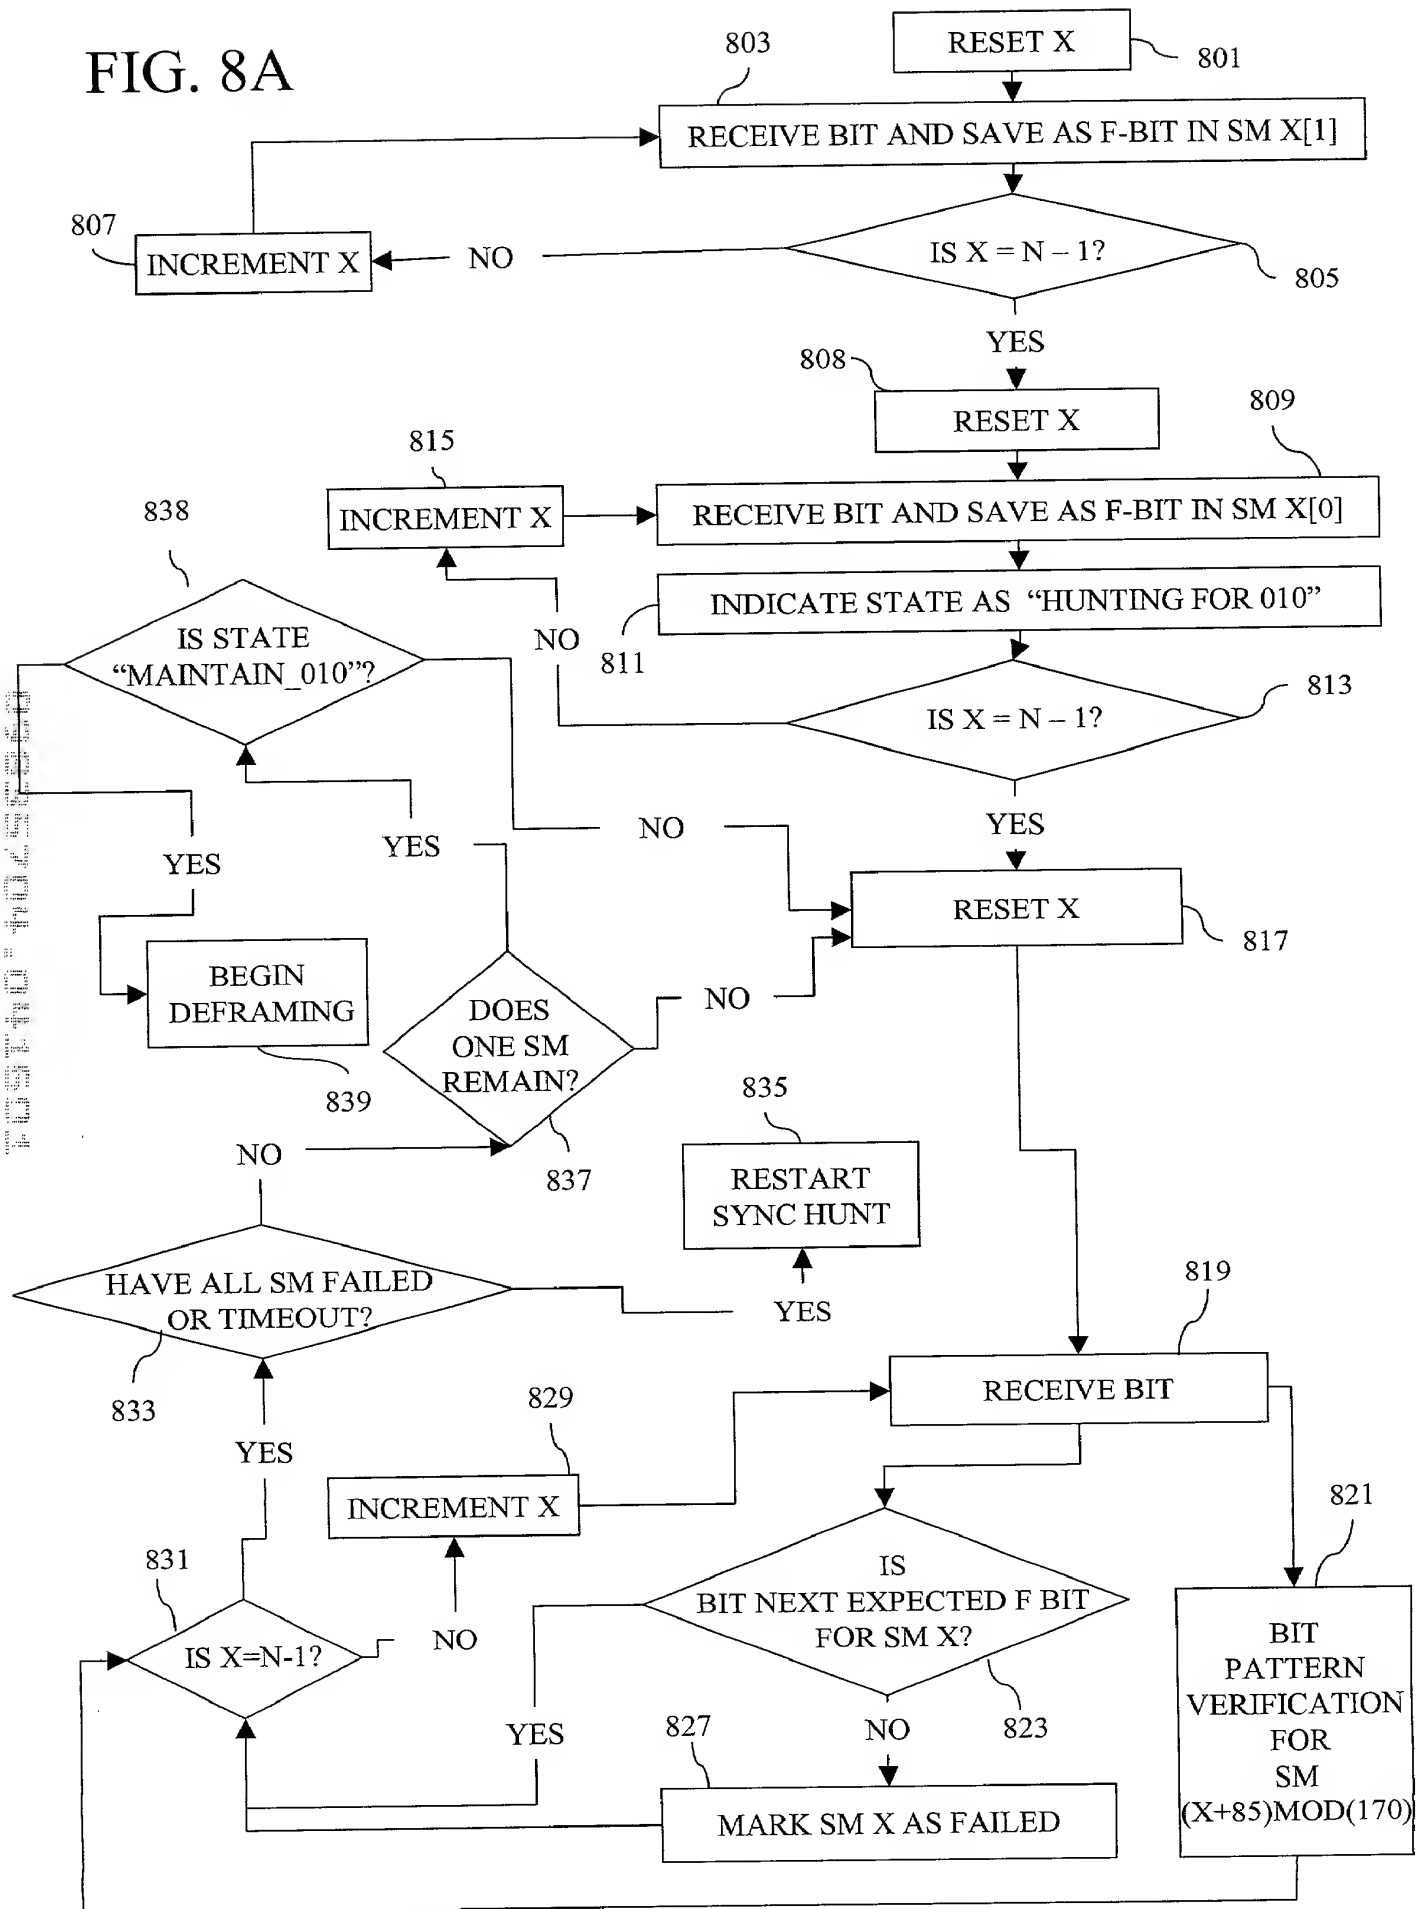 FIG. 8A
803
RESET X
801
RECEIVE BIT AND SAVE AS F-BIT IN SM X[1]
807
INCREMENT X
NO
IS X = N – 1?
805
YES
808
RESET X
809
815
INCREMENT X
RECEIVE BIT AND SAVE AS F-BIT IN SM X[0]
838
INDICATE STATE AS “HUNTING FOR 010”
811
NO
IS STATE
“MAINTAIN_010”?
IS X = N – 1?
813
YES
YES
YES
NO
RESET X
817
BEGIN
DEFRAMING
839
DOES
ONE SM
REMAIN?
NO
837
835
NO
RESTART
SYNC HUNT
HAVE ALL SM FAILED
OR TIMEOUT?
833
YES
819
RECEIVE BIT
YES
829
INCREMENT X
821
831
IS X=N-1?
NO
IS
BIT NEXT EXPECTED F BIT
FOR SM X?
823
YES
NO
827
MARK SM X AS FAILED
BIT
PATTERN
VERIFICATION
FOR
SM
(X+85)MOD(170)